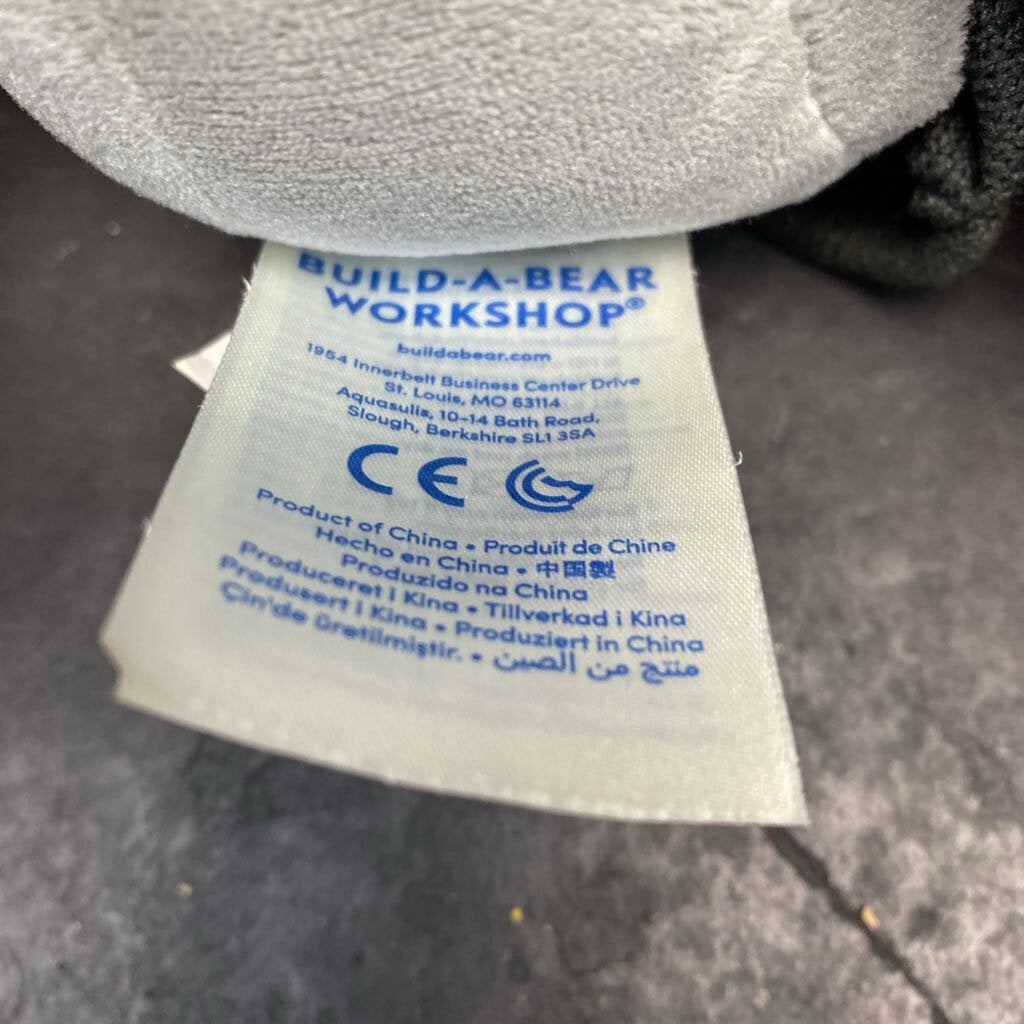 BUILD-A-BEAR
WORKSHOP®
buildabear.com
1954 Innerbelt Business Center Drive
St. Louis, MO 63114
Aquasulis, 10-14 Bath Road,
Slough, Berkshire SL1 3SA
CE
Product of China • Produit de Chine
Hecho en China • 中国製
Produzido na China
Produceret i Kina • Tillverkad i Kina
Produsert i Kina • Produziert in China
Çin'de üretilmiştir. • منتج من الصين